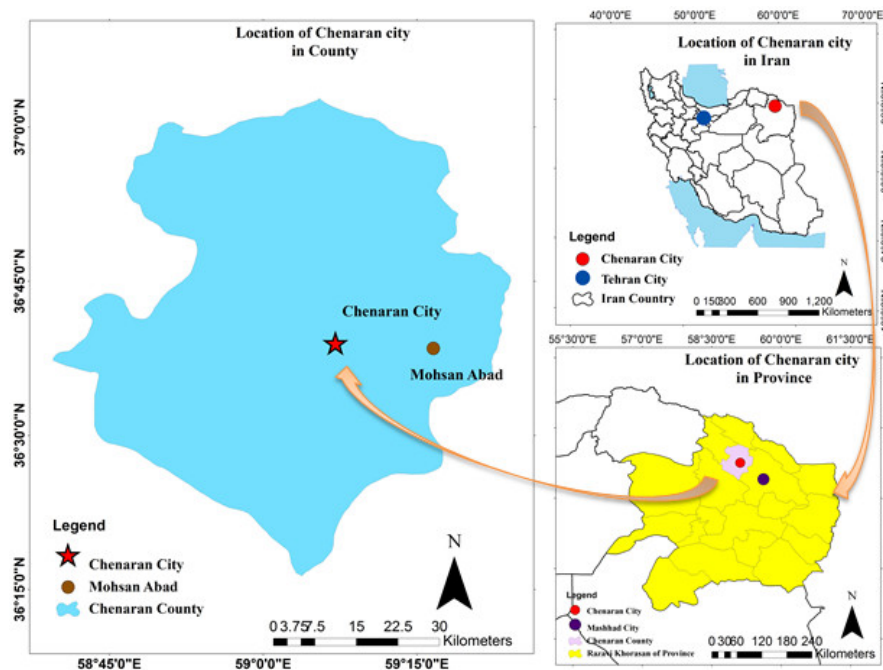 Location of Chenaran city
in County
37°0'0"N
36°45'0"N
36°30'0"N
36°15'0"N
Chenaran City
Mohsan Abad
Legend
Chenaran City
Mohsan Abad
Chenaran County
N
0 3.75 7.5 15 22.5 30
Kilometers
58°45'0"E 59°0'0"E 59°15'0"E
40°0'0"E 50°0'0"E 60°0'0"E 70°0'0"E
Location of Chenaran city
in Iran
Legend
Chenaran City
Tehran City
Iran Country
N
0 150 300 600 900 1,200
Kilometers
55°30'0"E 57°0'0"E 58°30'0"E 60°0'0"E 61°30'0"E
Location of Chenaran city
in Province
Legend
Chenaran City
Mashhad City
Chenaran County
Razavi Khorasan of Province
N
0 30 60 120 180 240
Kilometers